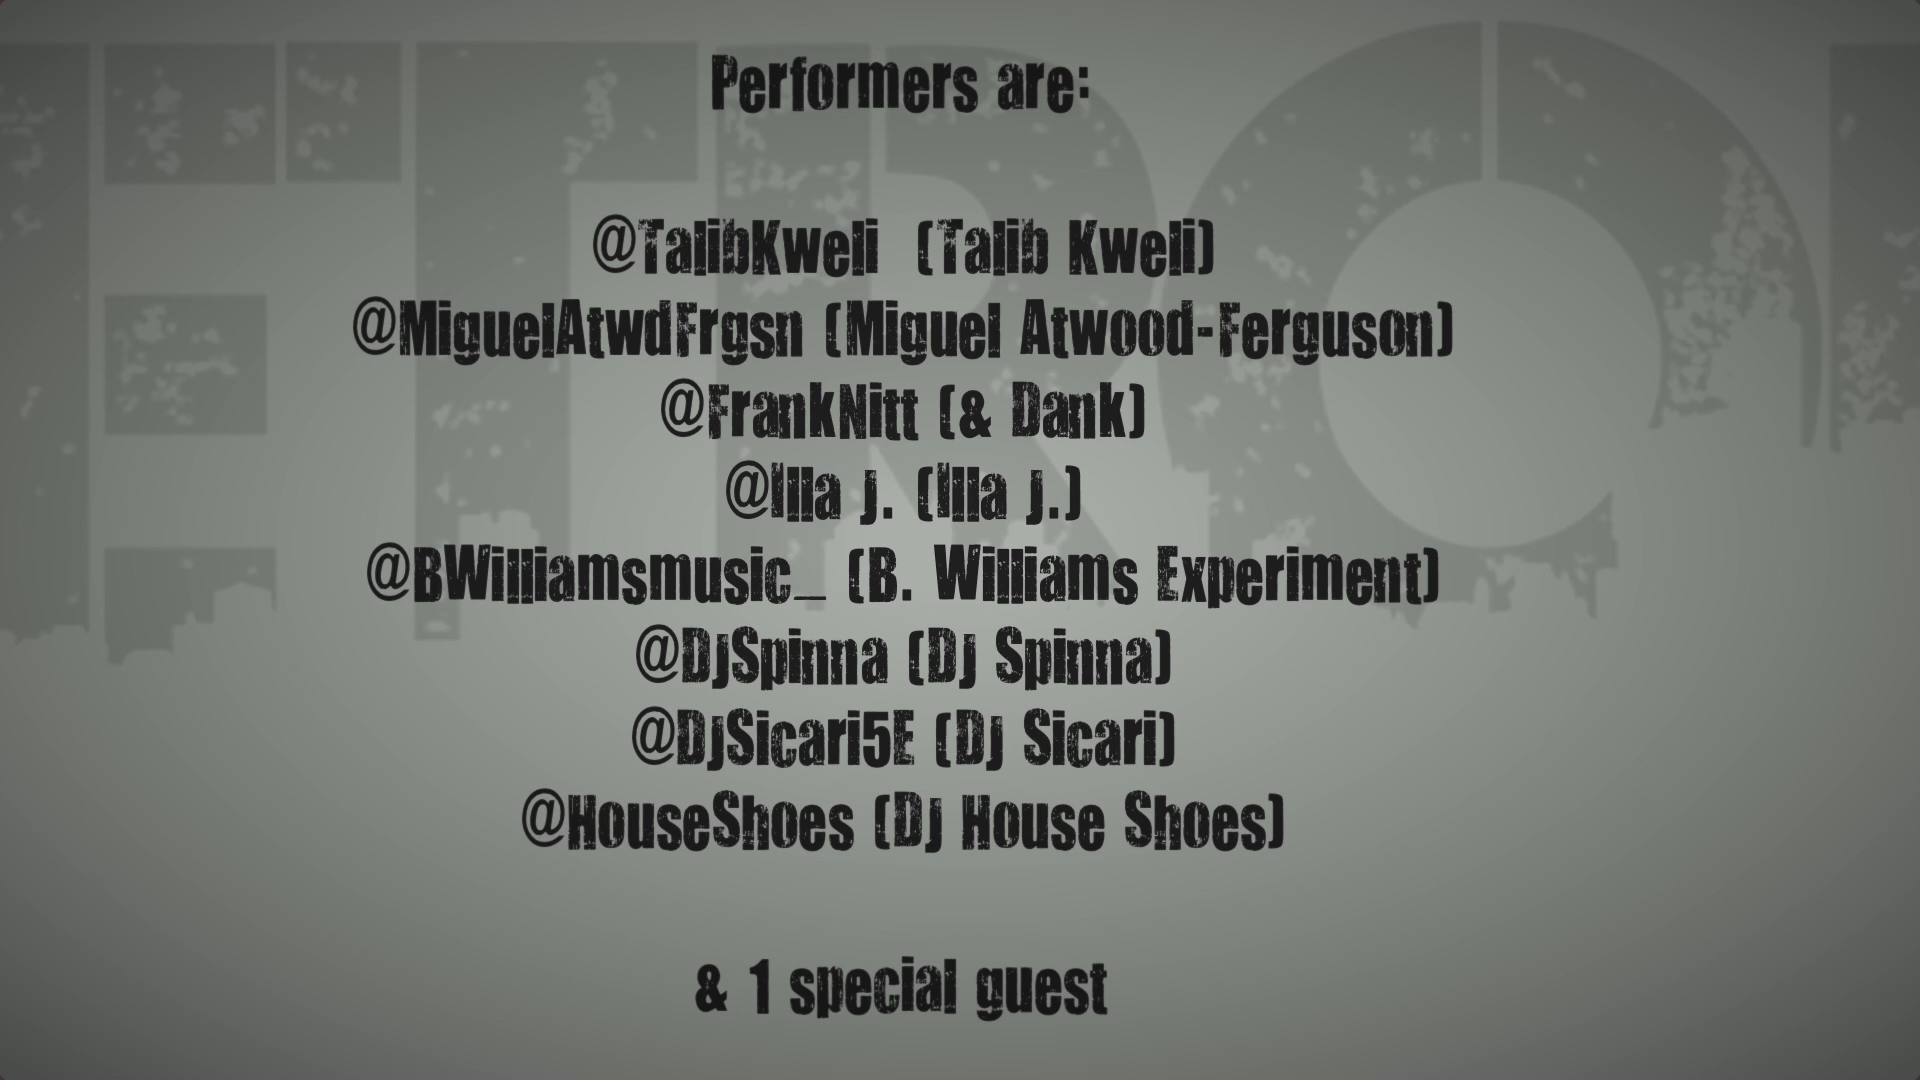 Performers are:
@TalibKweli (Talib Kweli)
@MiguelAtwdFrgsn (Miguel Atwood-Ferguson)
@FrankNitt (& Dank)
@Illa j. (Illa j.)
@BWilliamsmusic_ (B. Williams Experiment)
@DjSpinna (Dj Spinna)
@DjSicari5E (Dj Sicari)
@HouseShoes (Dj House Shoes)
& 1 special guest